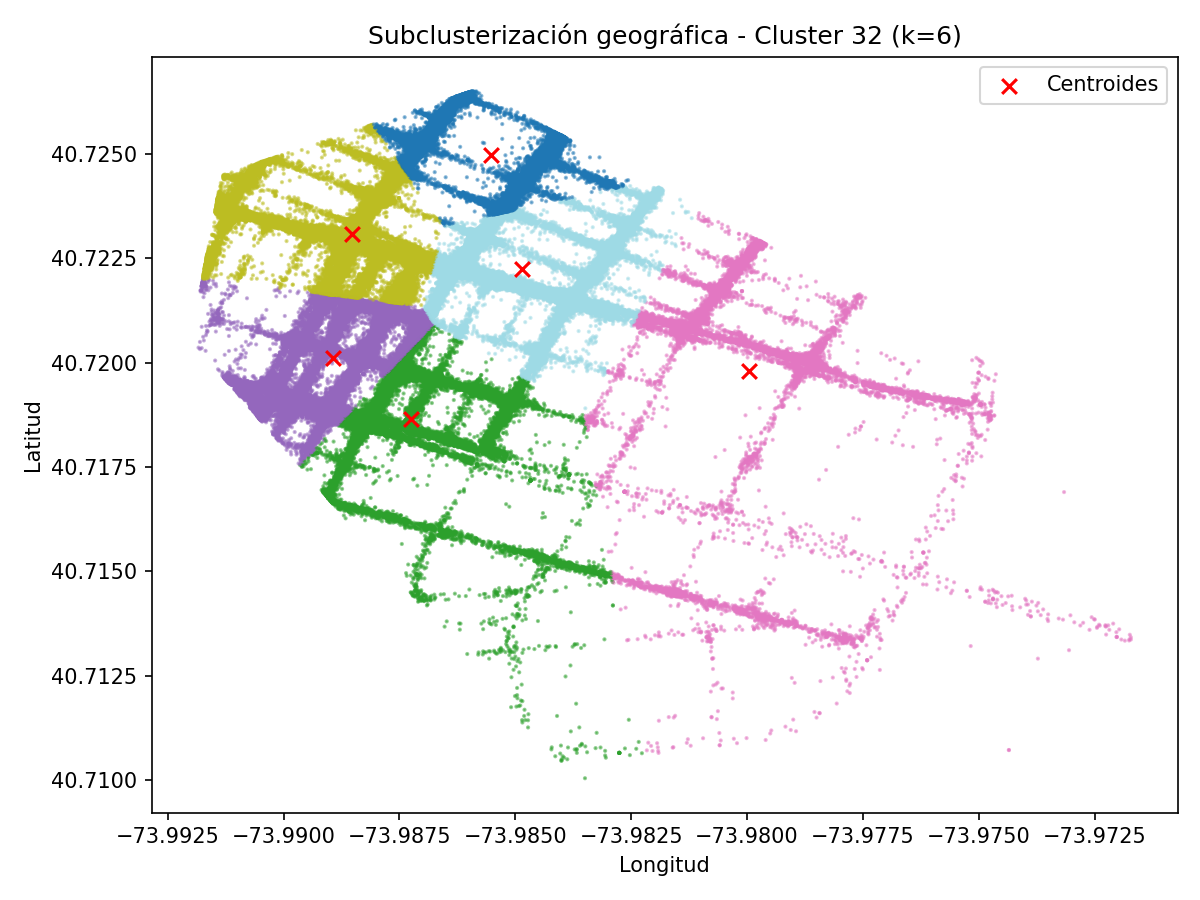 Subclusterización geográfica - Cluster 32 (k=6)
Centroides
40.7250
40.7225
40.7200
40.7175
40.7150
40.7125
40.7100
Latitud
−73.9925 −73.9900 −73.9875 −73.9850 −73.9825 −73.9800 −73.9775 −73.9750 −73.9725
Longitud